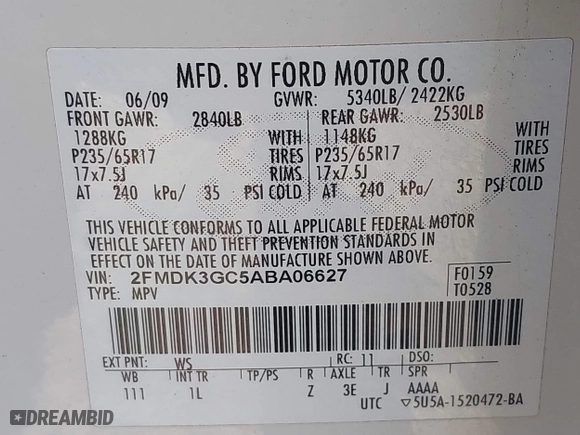 MFD. BY FORD MOTOR CO.
DATE: 06/09 GVWR: 5340LB/ 2422KG
FRONT GAWR: 2840LB REAR GAWR: 2530LB
1288KG WITH 1148KG WITH
P235/65R17 TIRES P235/65R17 TIRES
17x7.5J RIMS 17x7.5J RIMS
AT 240 kPa/ 35 PSI COLD AT 240 kPa/ 35 PSI COLD
THIS VEHICLE CONFORMS TO ALL APPLICABLE FEDERAL MOTOR
VEHICLE SAFETY AND THEFT PREVENTION STANDARDS IN
EFFECT ON THE DATE OF MANUFACTURE SHOWN ABOVE.
VIN: 2FMDK3GC5ABA06627 F0159
TYPE: MPV T0528
EXT PNT: WS RC: 11 DSO:
WB INT TR TP/PS R AXLE TR SPR
111 1L Z 3E J AAAA
UTC ▽5U5A-1520472-BA
DREAMBID